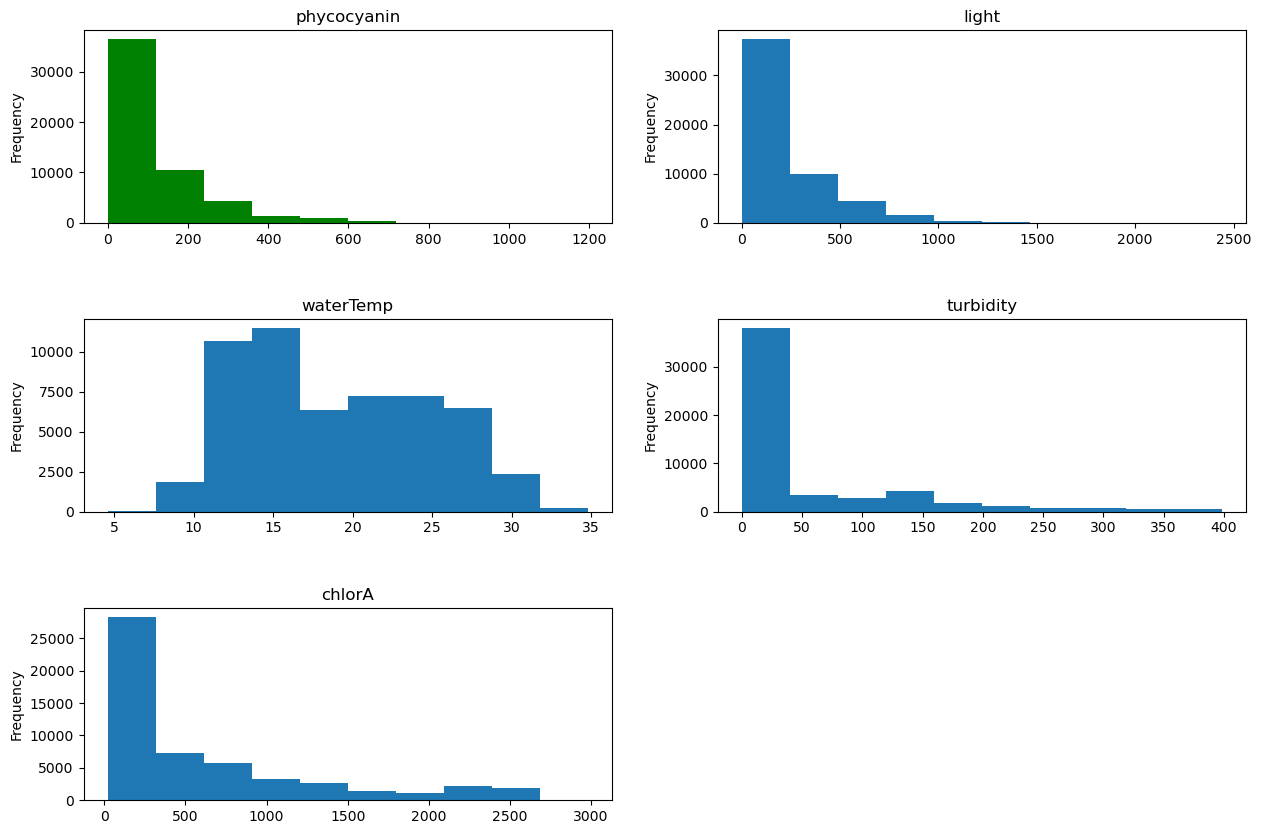 phycocyanin
Frequency
30000
20000
10000
0
0 200 400 600 800 1000 1200
light
Frequency
30000
20000
10000
0
0 500 1000 1500 2000 2500
waterTemp
Frequency
10000
7500
5000
2500
0
5 10 15 20 25 30 35
turbidity
Frequency
30000
20000
10000
0
0 50 100 150 200 250 300 350 400
chlorA
Frequency
25000
20000
15000
10000
5000
0
0 500 1000 1500 2000 2500 3000